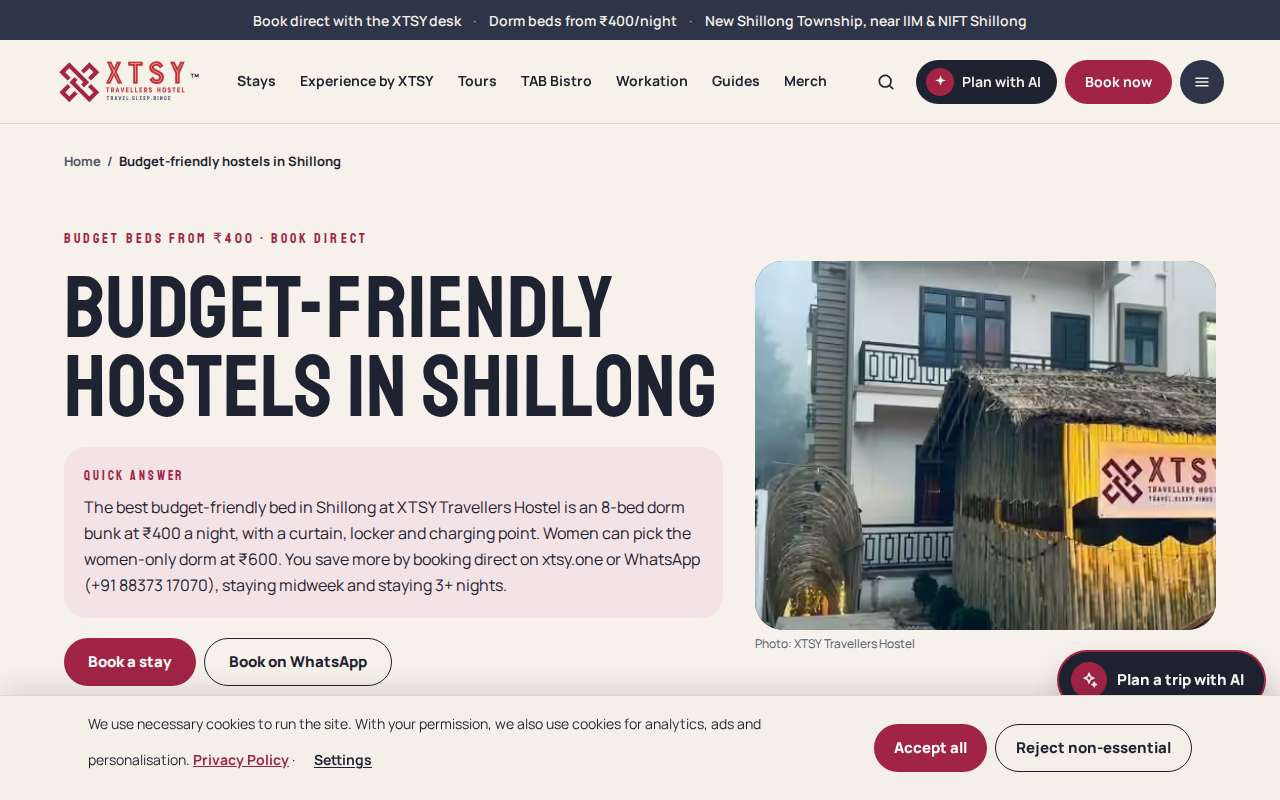 Book direct with the XTSY desk · Dorm beds from ₹400/night · New Shillong Township, near IIM & NIFT Shillong
XTSY ™
TRAVELLERS HOSTEL
TRAVEL.SLEEP.BINGE
Stays Experience by XTSY Tours TAB Bistro Workation Guides Merch Plan with AI Book now
Home / Budget-friendly hostels in Shillong
BUDGET BEDS FROM ₹400 · BOOK DIRECT
BUDGET-FRIENDLY
HOSTELS IN SHILLONG
QUICK ANSWER
The best budget-friendly bed in Shillong at XTSY Travellers Hostel is an 8-bed dorm
bunk at ₹400 a night, with a curtain, locker and charging point. Women can pick the
women-only dorm at ₹600. You save more by booking direct on xtsy.one or WhatsApp
(+91 88373 17070), staying midweek and staying 3+ nights.
Book a stay Book on WhatsApp
XTSY
TRAVELLERS HOSTE
TRAVEL.SLEEP.BINGE
Photo: XTSY Travellers Hostel
Plan a trip with AI
We use necessary cookies to run the site. With your permission, we also use cookies for analytics, ads and
personalisation. Privacy Policy · Settings
Accept all Reject non-essential